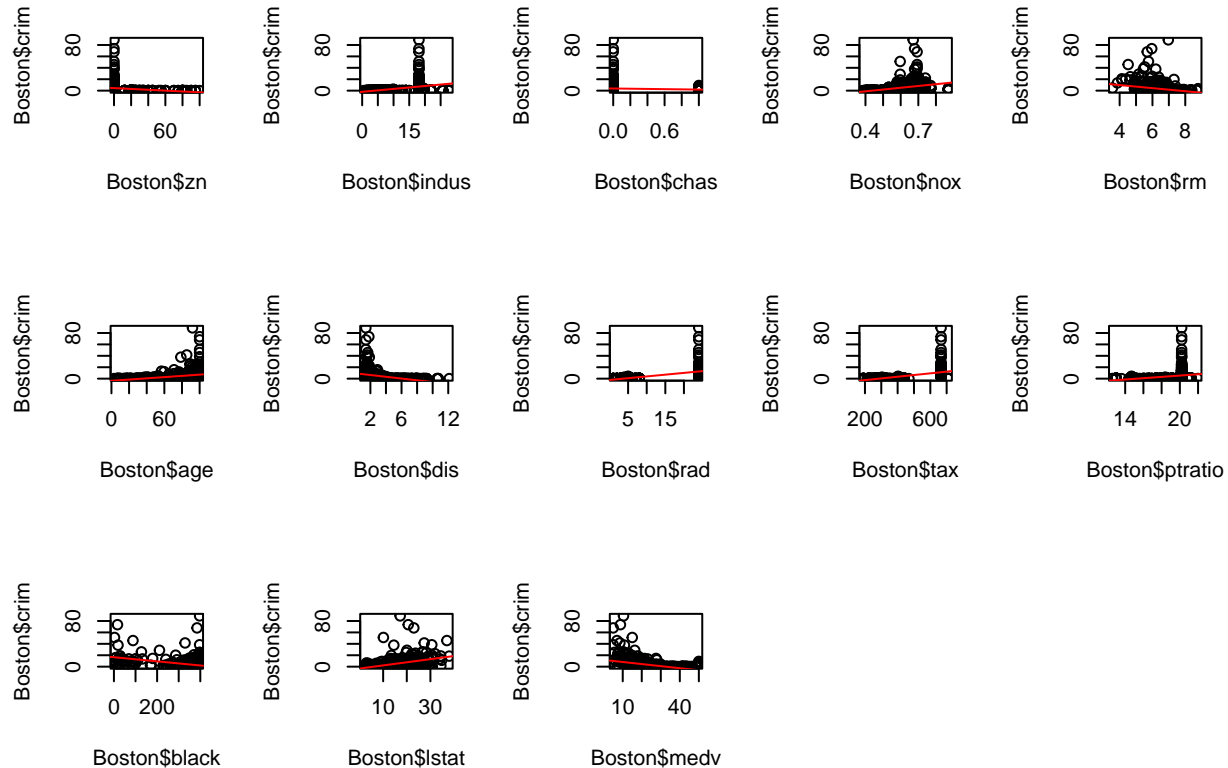 Boston$crim
80
0
0 60
Boston$zn
Boston$crim
80
0
0 15
Boston$indus
Boston$crim
80
0
0.0 0.6
Boston$chas
Boston$crim
80
0
0.4 0.7
Boston$nox
Boston$crim
80
0
4 6 8
Boston$rm
Boston$crim
80
0
0 60
Boston$age
Boston$crim
80
0
2 6 12
Boston$dis
Boston$crim
80
0
5 15
Boston$rad
Boston$crim
80
0
200 600
Boston$tax
Boston$crim
80
0
14 20
Boston$ptratio
Boston$crim
80
0
0 200
Boston$black
Boston$crim
80
0
10 30
Boston$lstat
Boston$crim
80
0
10 40
Boston$medv